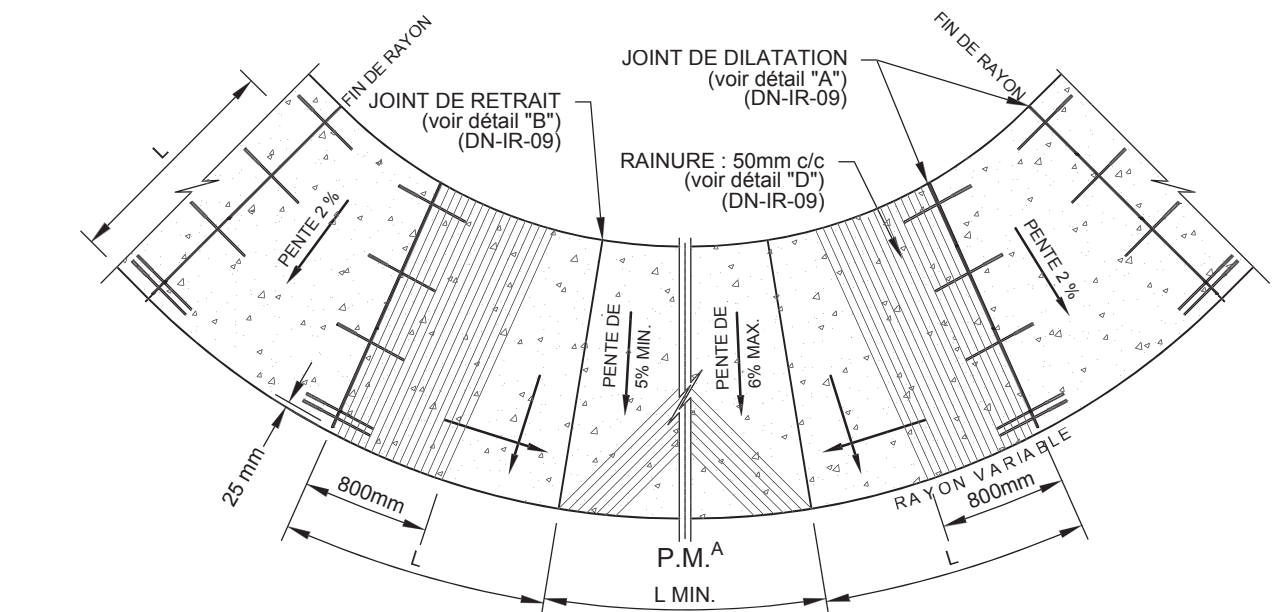 FIN DE RAYON
JOINT DE DILATATION
(voir détail "A")
(DN-IR-09)
FIN DE RAYON
JOINT DE RETRAIT
(voir détail "B")
(DN-IR-09)
L
RAINURE : 50mm c/c
(voir détail "D")
(DN-IR-09)
PENTE 2 %
PENTE 2 %
PENTE DE
5% MIN.
PENTE DE
6% MAX.
25 mm
800mm
RAYON VARIABLE
800mm
L
P.M.A
L
L MIN.